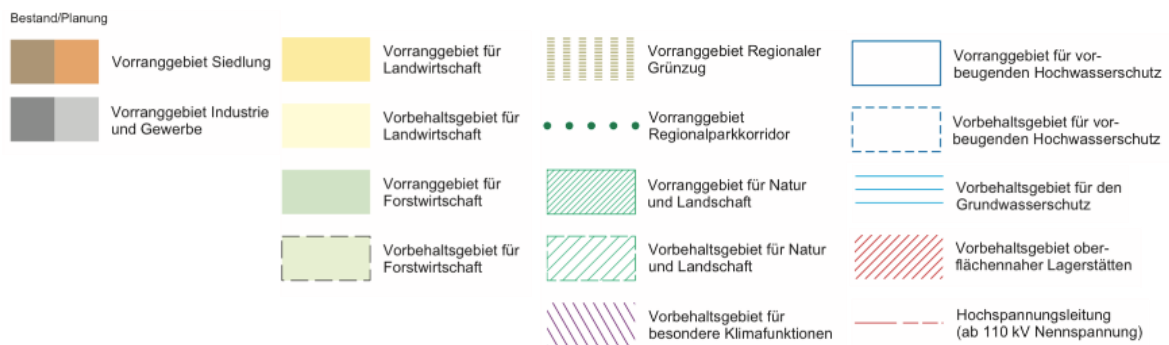 Bestand/Planung
Vorranggebiet Siedlung
Vorranggebiet Industrie
und Gewerbe
Vorranggebiet für
Landwirtschaft
Vorbehaltsgebiet für
Landwirtschaft
Vorranggebiet für
Forstwirtschaft
Vorbehaltsgebiet für
Forstwirtschaft
Vorranggebiet Regionaler
Grünzug
Vorranggebiet
Regionalparkkorridor
Vorranggebiet für Natur
und Landschaft
Vorbehaltsgebiet für Natur
und Landschaft
Vorbehaltsgebiet für
besondere Klimafunktionen
Vorranggebiet für vor-
beugenden Hochwasserschutz
Vorbehaltsgebiet für vor-
beugenden Hochwasserschutz
Vorbehaltsgebiet für den
Grundwasserschutz
Vorbehaltsgebiet ober-
flächennaher Lagerstätten
Hochspannungsleitung
(ab 110 kV Nennspannung)